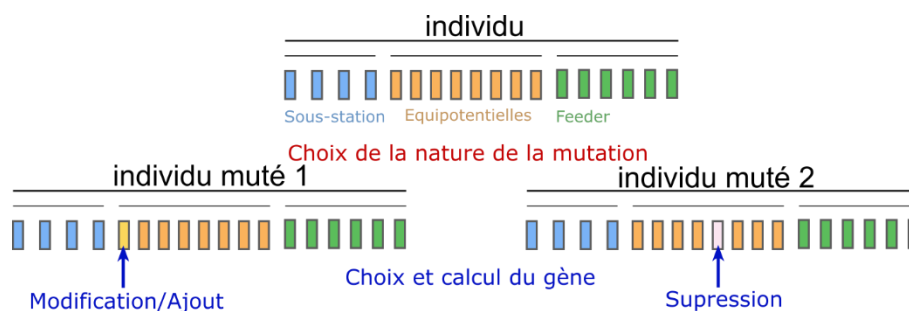 individu
Sous-station Equipotentielles Feeder
Choix de la nature de la mutation
individu muté 1 individu muté 2
Choix et calcul du gène
Modification/Ajout Supression